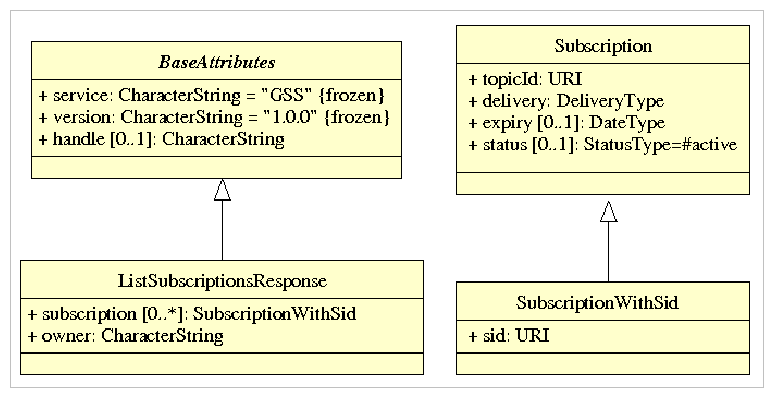 BaseAttributes
+ service: CharacterString = "GSS" {frozen}
+ version: CharacterString = "1.0.0" {frozen}
+ handle [0..1]: CharacterString
Subscription
+ topicId: URI
+ delivery: DeliveryType
+ expiry [0..1]: DateType
+ status [0..1]: StatusType=#active
ListSubscriptionsResponse
+ subscription [0..*]: SubscriptionWithSid
+ owner: CharacterString
SubscriptionWithSid
+ sid: URI